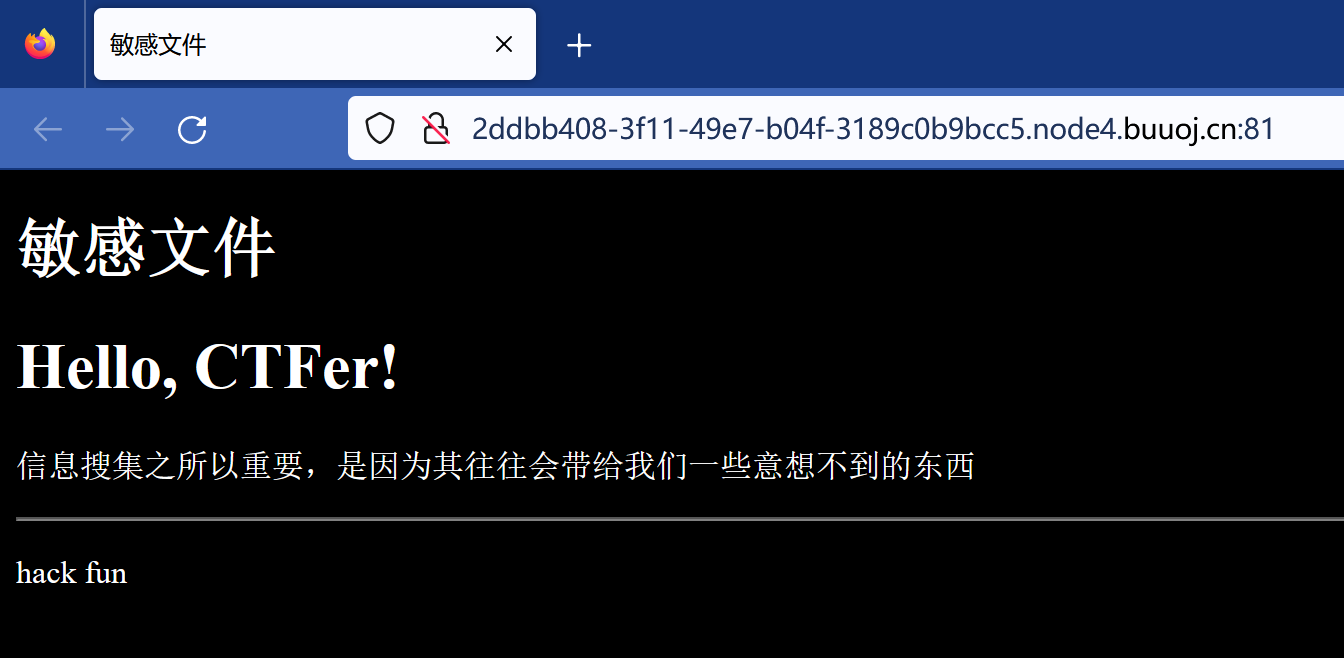 敏感文件
2ddbb408-3f11-49e7-b04f-3189c0b9bcc5.node4.buuoj.cn:81
敏感文件
Hello, CTFer!
信息搜集之所以重要，是因为其往往会带给我们一些意想不到的东西
hack fun